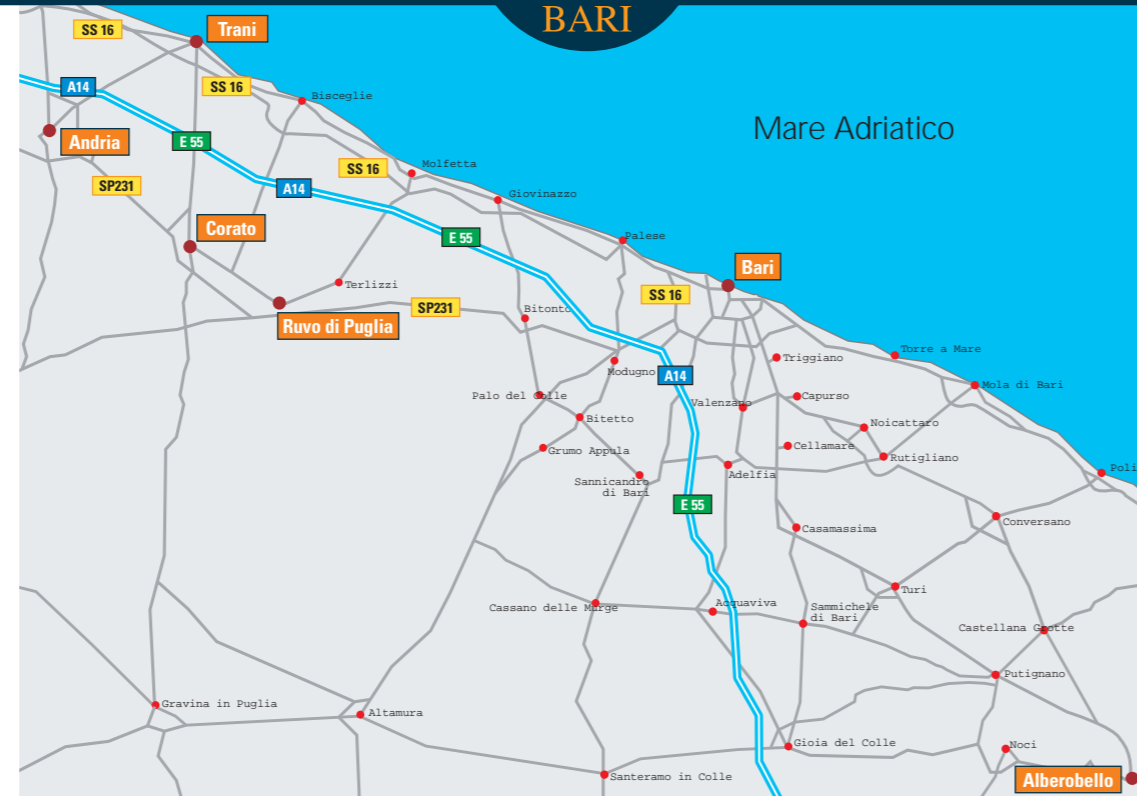 BARI
SS 16
Trani
A14
SS 16
Bisceglie
Mare Adriatico
Andria
E 55
Molfetta
SS 16
SP231
A14
Giovinazzo
Corato
E 55
Palese
Bari
Terlizzi
SS 16
SP231
Bitonto
Ruvo di Puglia
Torre a Mare
Triggiano
Modugno
A14
Mola di Bari
Palo del Colle
Valenzano
Capurso
Bitetto
Noicattaro
Grumo Appula
Cellamare
Rutigliano
Adelfia
Poli
Sannicandro
di Bari
E 55
Conversano
Casamassima
Turi
Cassano delle Murge
Acquaviva
Sammichele
di Bari
Castellana Grotte
Putignano
Gravina in Puglia
Altamura
Gioia del Colle
Noci
Santeramo in Colle
Alberobello